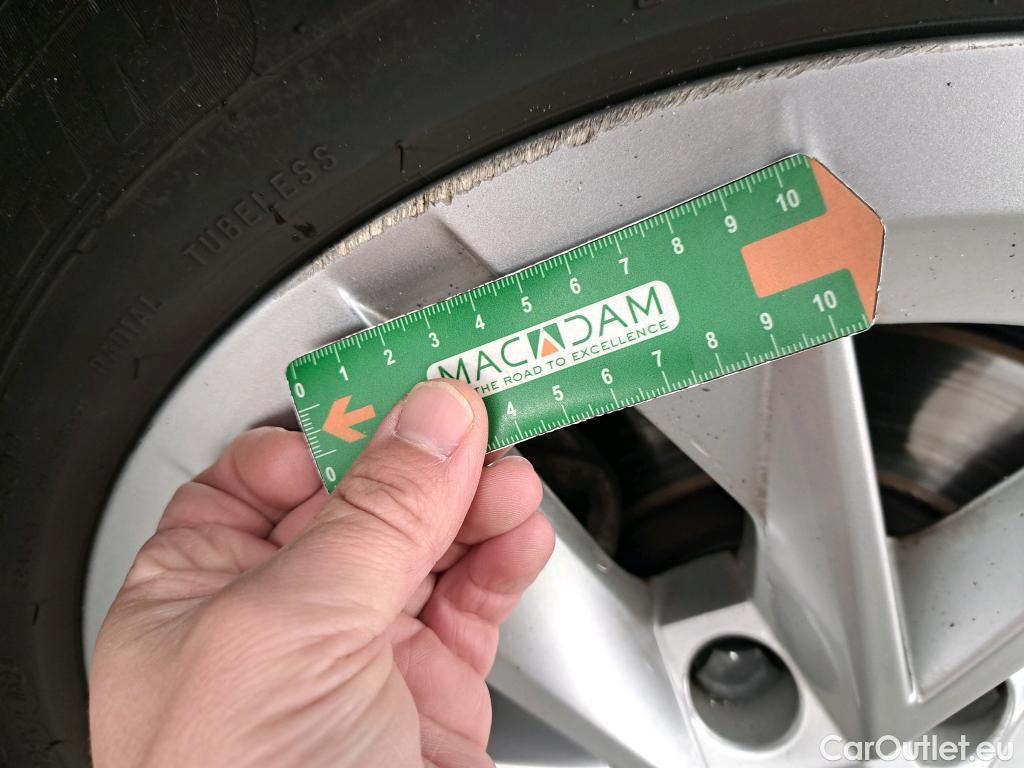 TUBELESS
RADIAL
0 1 2 3 4 5 6 7 8 9 10
MACADAM
THE ROAD TO EXCELLENCE
0 4 5 6 7 8 9 10
CarOutlet.eu